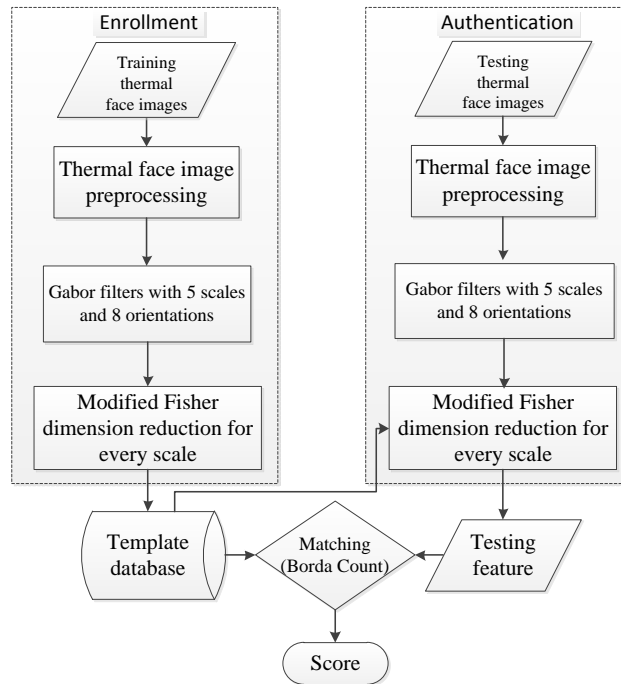 Enrollment
Training
thermal
face images
Thermal face image
preprocessing
Gabor filters with 5 scales
and 8 orientations
Modified Fisher
dimension reduction for
every scale
Template
database
Authentication
Testing
thermal
face images
Thermal face image
preprocessing
Gabor filters with 5 scales
and 8 orientations
Modified Fisher
dimension reduction for
every scale
Testing
feature
Matching
(Borda Count)
Score